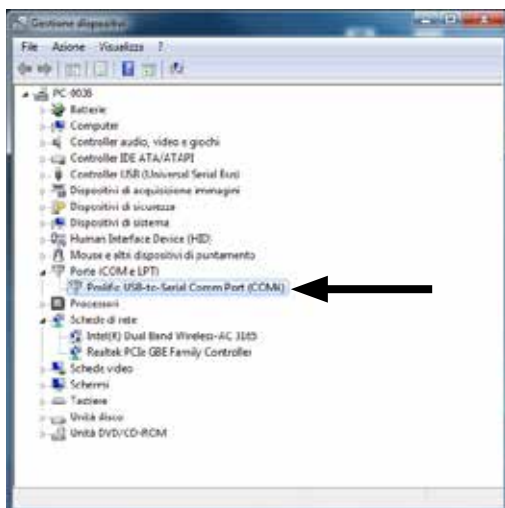 Gestione dispositivi
File Azione Visualizza ?
PC-0026
Batterie
Computer
Controller audio, video e giochi
Controller IDE ATA/ATAPI
Controller USB (Universal Serial Bus)
Dispositivi di acquisizione immagini
Dispositivi di sicurezza
Dispositivi di sistema
Human Interface Device (HID)
Mouse e altri dispositivi di puntamento
Porte (COM e LPT)
Prolific USB-to-Serial Comm Port
Processori
Schede di rete
Intel(R) Dual Band Wireless-AC 3165
Realtek PCIe GBE Family Controller
Schede video
Schermi
Tastiere
Unità disco
Unità DVD/CD-ROM